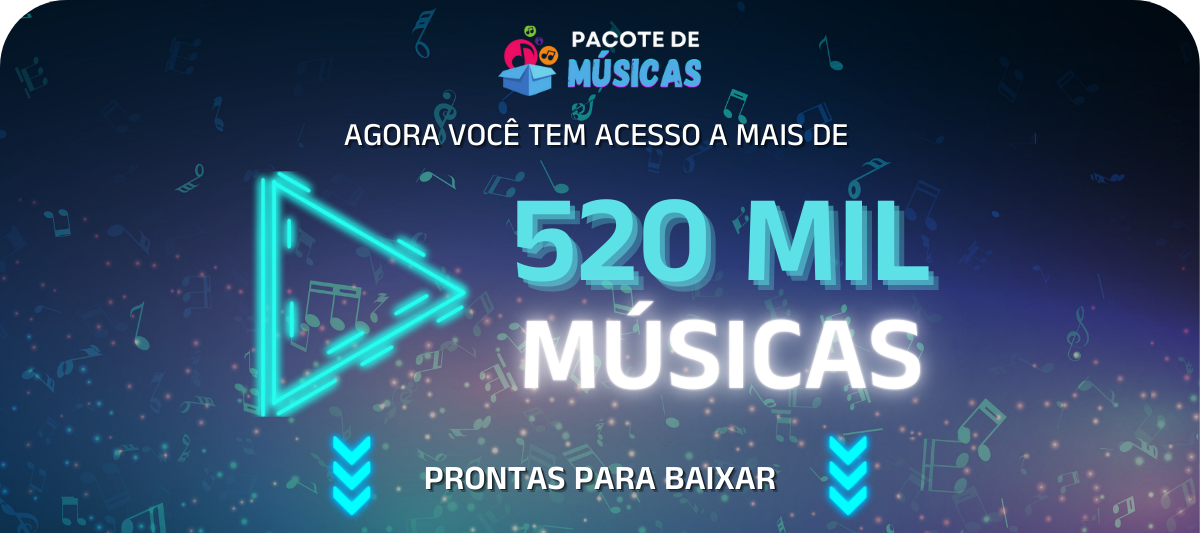 PACOTE DE
MÚSICAS
AGORA VOCÊ TEM ACESSO A MAIS DE
520 MIL
MÚSICAS
PRONTAS PARA BAIXAR